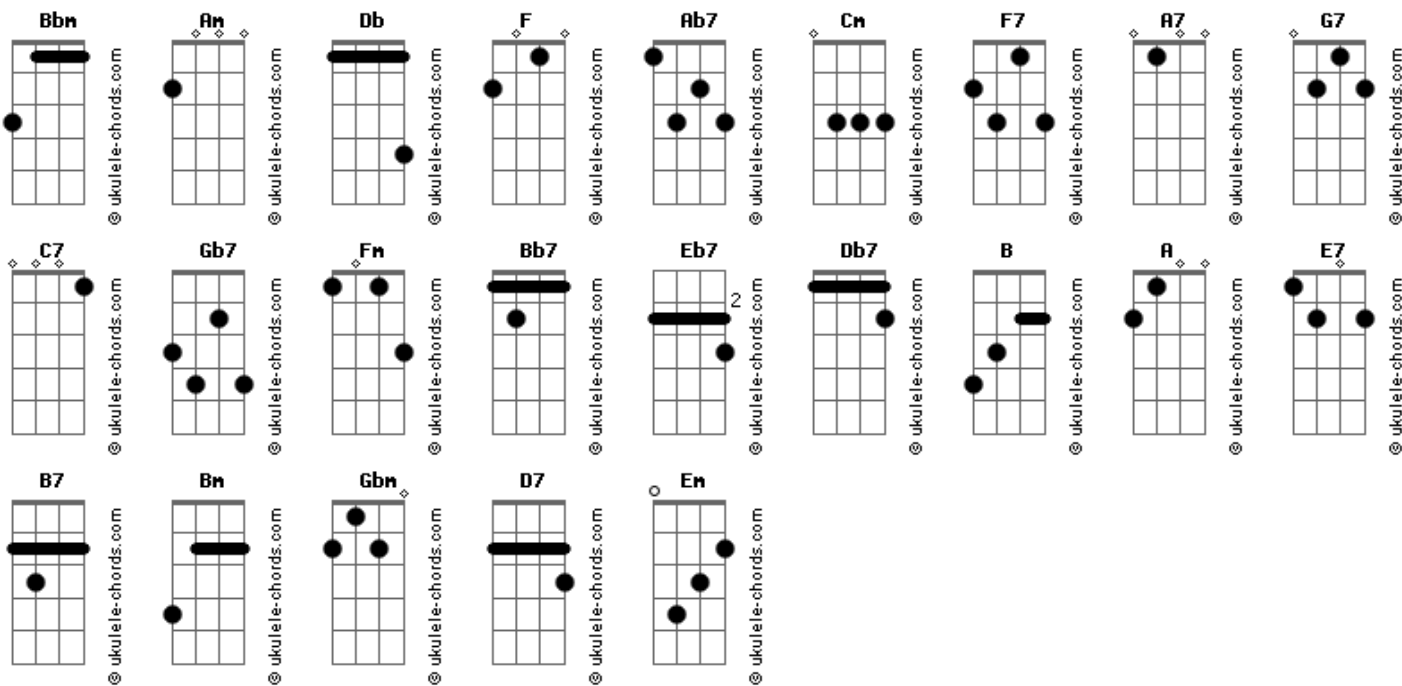 Bbm Am Db F Ab7 Cm F7 A7 G7
© ukulele-chords.com © ukulele-chords.com © ukulele-chords.com © ukulele-chords.com © ukulele-chords.com © ukulele-chords.com © ukulele-chords.com © ukulele-chords.com © ukulele-chords.com
C7 Gb7 Fm Bb7 Eb7 Db7 B A E7
2
© ukulele-chords.com © ukulele-chords.com © ukulele-chords.com © ukulele-chords.com © ukulele-chords.com © ukulele-chords.com © ukulele-chords.com © ukulele-chords.com © ukulele-chords.com
B7 Bm Gbm D7 Em
© ukulele-chords.com © ukulele-chords.com © ukulele-chords.com © ukulele-chords.com © ukulele-chords.com